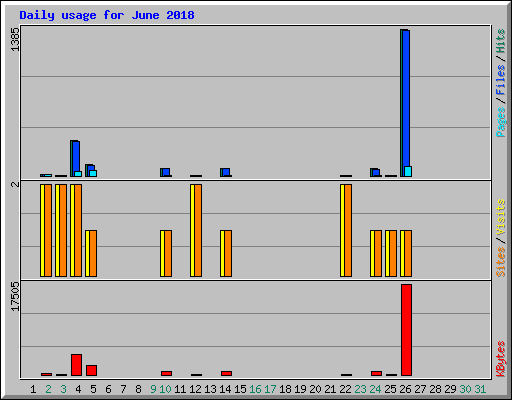 Daily usage for June 2018
1385
Pages/Files/Hits
2
Sites/Visits
17505
KBytes
1 2 3 4 5 6 7 8 9 10 11 12 13 14 15 16 17 18 19 20 21 22 23 24 25 26 27 28 29 30 31